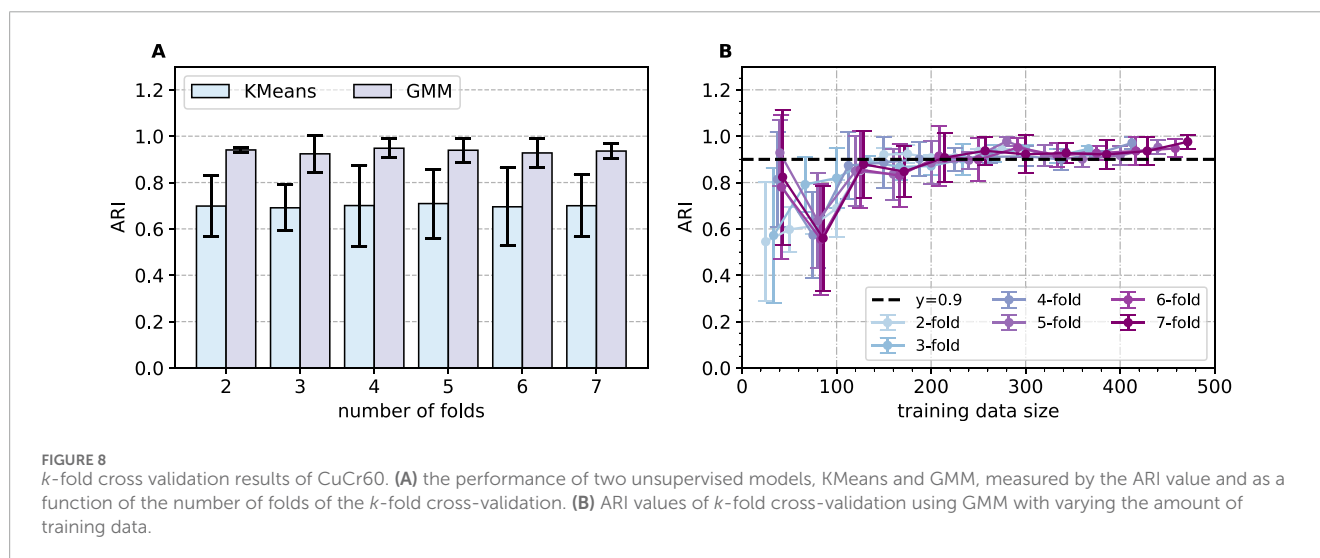 A
B
KMeans
GMM
1.2
1.0
0.8
0.6
0.4
0.2
0.0
ARI
2
3
4
5
6
7
number of folds
1.2
1.0
0.8
0.6
0.4
0.2
0.0
ARI
y=0.9
2-fold
3-fold
4-fold
5-fold
6-fold
7-fold
0
100
200
300
400
500
training data size
FIGURE 8
k-fold cross validation results of CuCr60. (A) the performance of two unsupervised models, KMeans and GMM, measured by the ARI value and as a
function of the number of folds of the k-fold cross-validation. (B) ARI values of k-fold cross-validation using GMM with varying the amount of
training data.